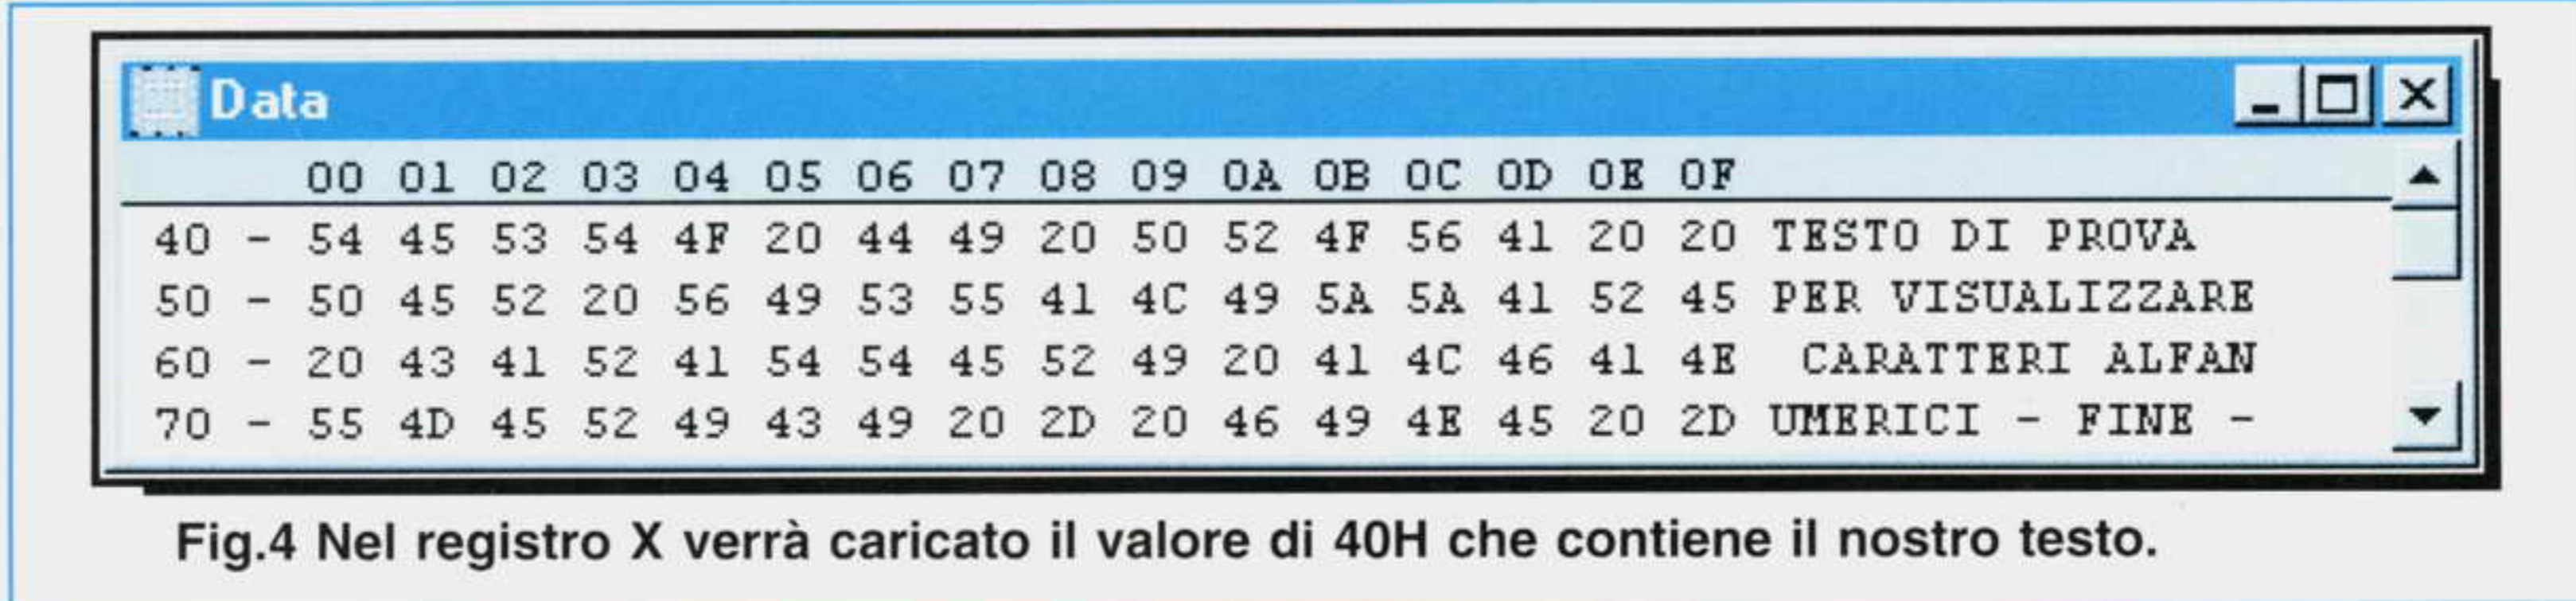 Data
00 01 02 03 04 05 06 07 08 09 0A 0B 0C 0D 0E 0F
40 - 54 45 53 54 4F 20 44 49 20 50 52 4F 56 41 20 20 TESTO DI PROVA
50 - 50 45 52 20 56 49 53 55 41 4C 49 5A 5A 41 52 45 PER VISUALIZZARE
60 - 20 43 41 52 41 54 54 45 52 49 20 41 4C 46 41 4E CARATTERI ALFAN
70 - 55 4D 45 52 49 43 49 20 2D 20 46 49 4E 45 20 2D UMERICI - FINE -
Fig.4 Nel registro X verrà caricato il valore di 40H che contiene il nostro testo.